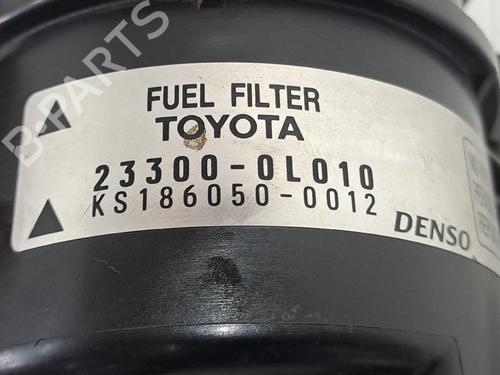 B-PARTS
FUEL FILTER
TOYOTA
23300-0L010
KS186050-0012
DENSO